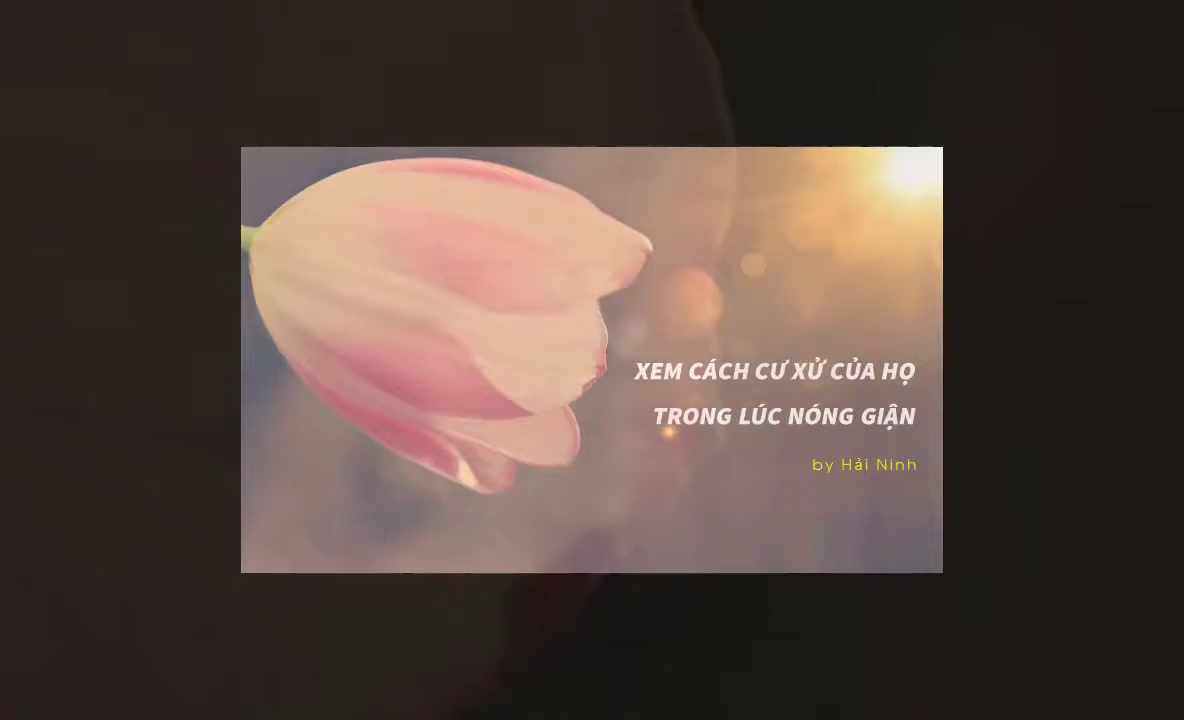 XEM CÁCH CƯ XỬ CỦA HỌ
TRONG LÚC NÓNG GIẬN
by Hải Ninh